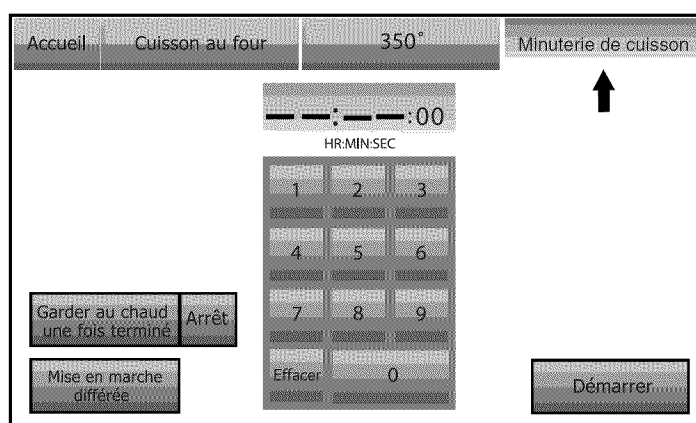 Accueil Cuisson au four 350° Minuterie de cuisson
– – : – – :00
HR:MIN:SEC
1 2 3
4 5 6
7 8 9
Effacer 0
Garder au chaud
une fois terminé
Arrêt
Mise en marche
différée
Démarrer